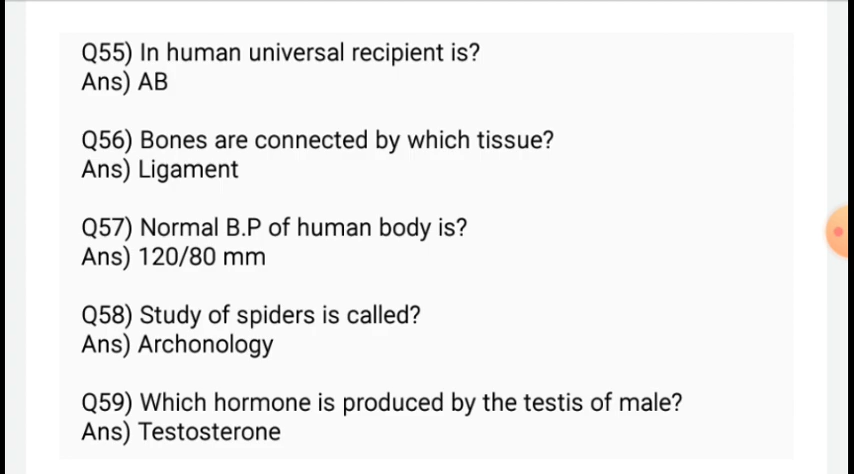 Q55) In human universal recipient is?
Ans) AB
Q56) Bones are connected by which tissue?
Ans) Ligament
Q57) Normal B.P of human body is?
Ans) 120/80 mm
Q58) Study of spiders is called?
Ans) Archonology
Q59) Which hormone is produced by the testis of male?
Ans) Testosterone